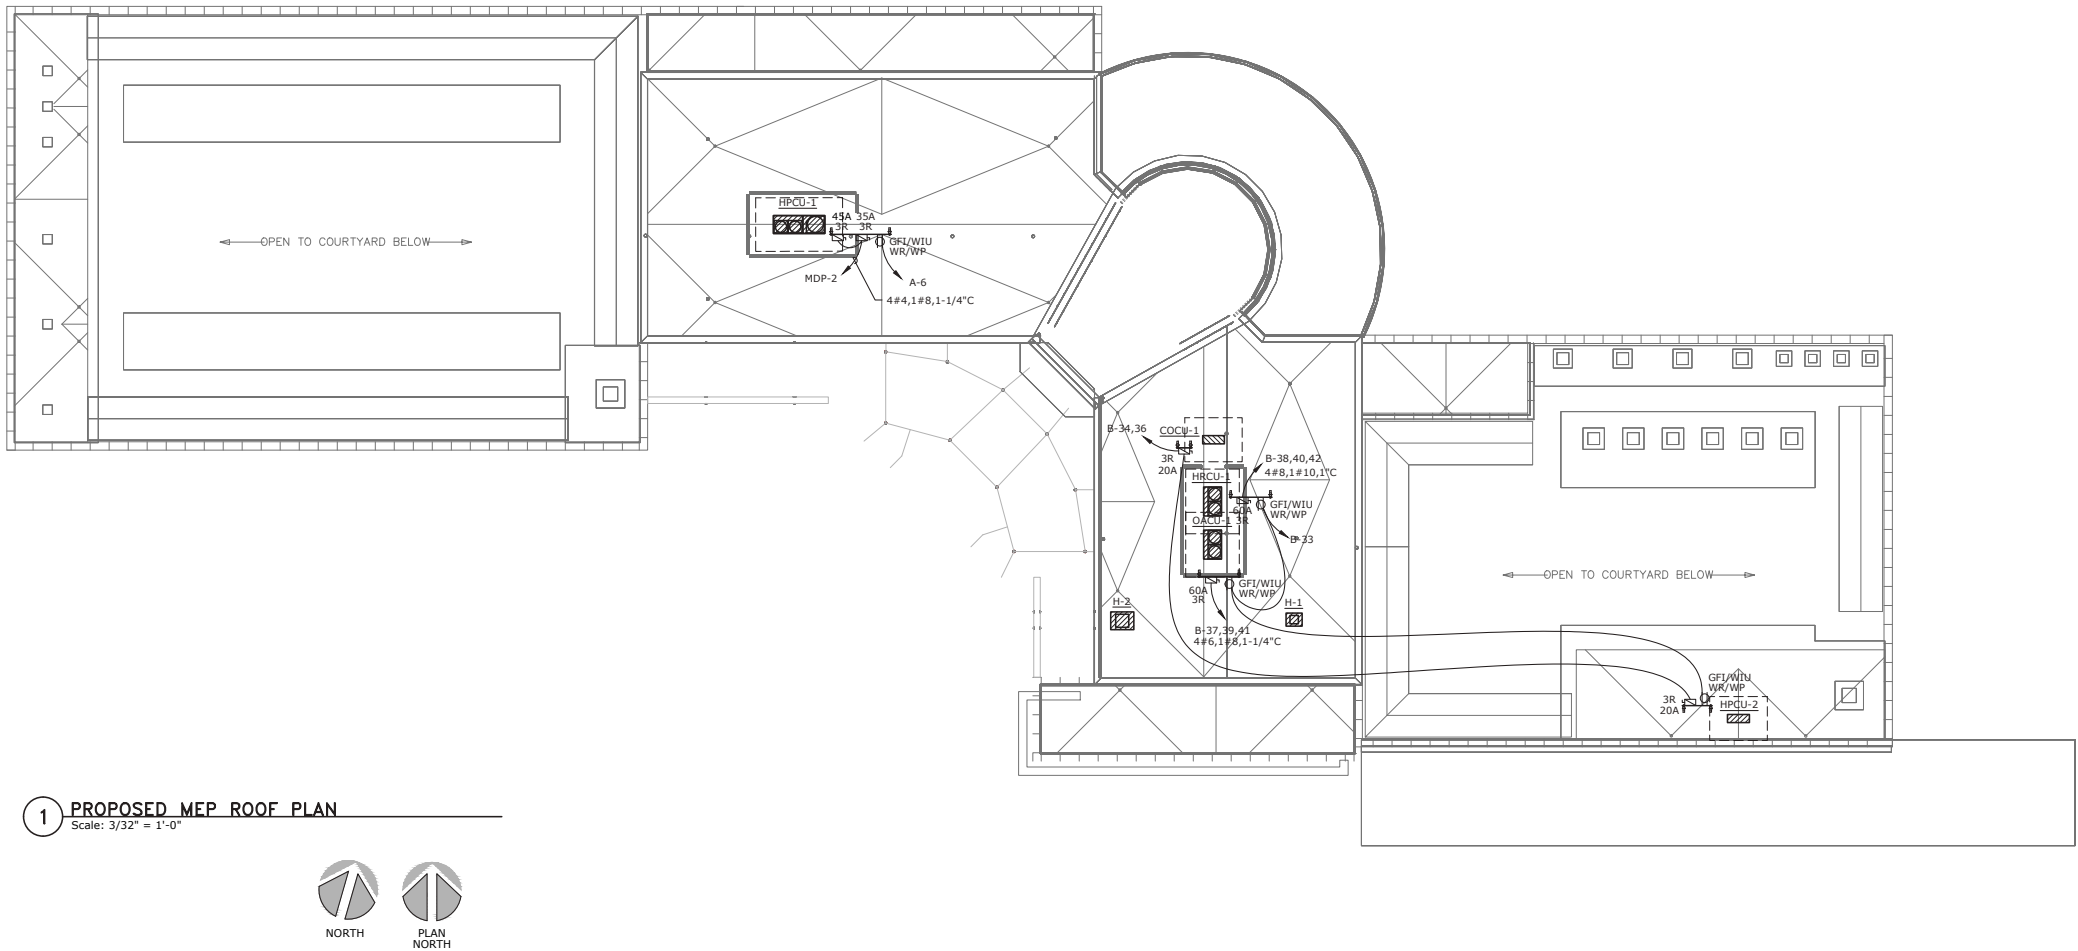 OPEN TO COURTYARD BELOW
HPCU-1
45A 35A
3R 3R
GFI/WIU
WR/WP
MDP-2
A-6
4#4,1#8,1-1/4"C
B-34,36
COCU-1
3R
20A
B-38,40,42
4#8,1#10,1"C
HRCU-1
GFI/WIU
WR/WP
60A
3R
OACU-1
B-33
GFI/WIU
WR/WP
60A
3R
H-2
H-1
B-37,39,41
4#6,1#8,1-1/4"C
OPEN TO COURTYARD BELOW
GFI/WIU
WR/WP
3R
20A
HPCU-2
1 PROPOSED MEP ROOF PLAN
Scale: 3/32" = 1'-0"
NORTH
PLAN
NORTH